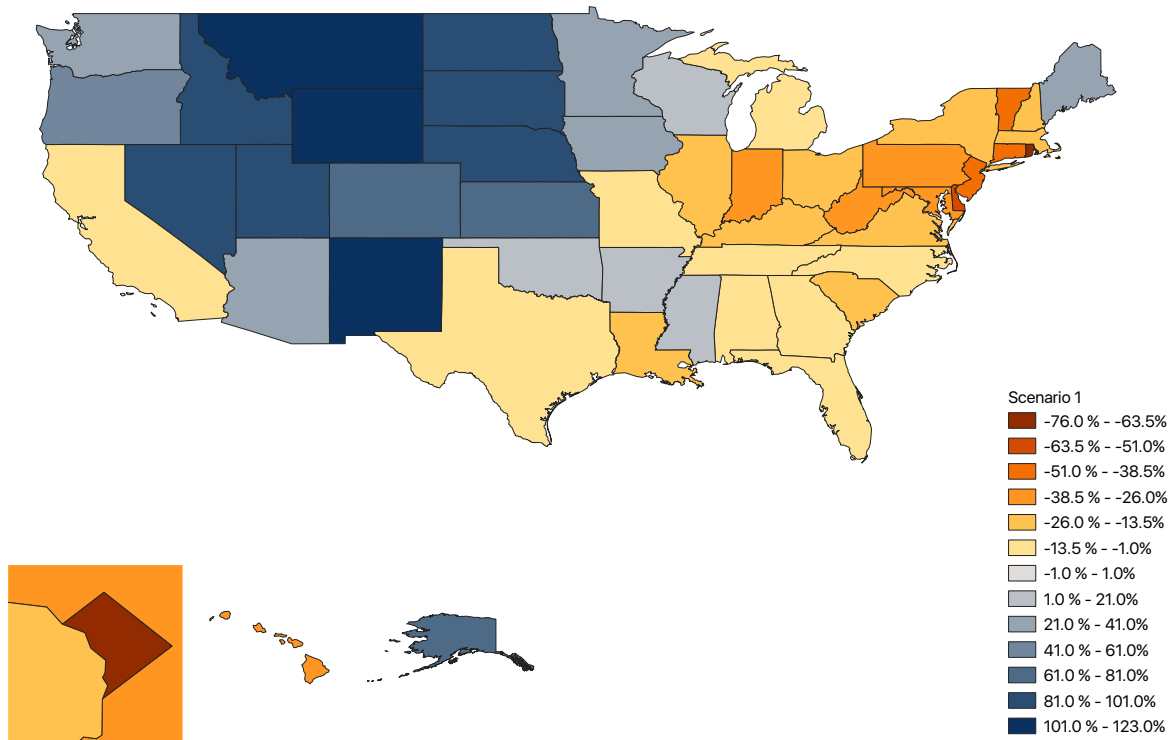 Scenario 1
-76.0 % - -63.5%
-63.5 % - -51.0%
-51.0 % - -38.5%
-38.5 % - -26.0%
-26.0 % - -13.5%
-13.5 % - -1.0%
-1.0 % - 1.0%
1.0 % - 21.0%
21.0 % - 41.0%
41.0 % - 61.0%
61.0 % - 81.0%
81.0 % - 101.0%
101.0 % - 123.0%